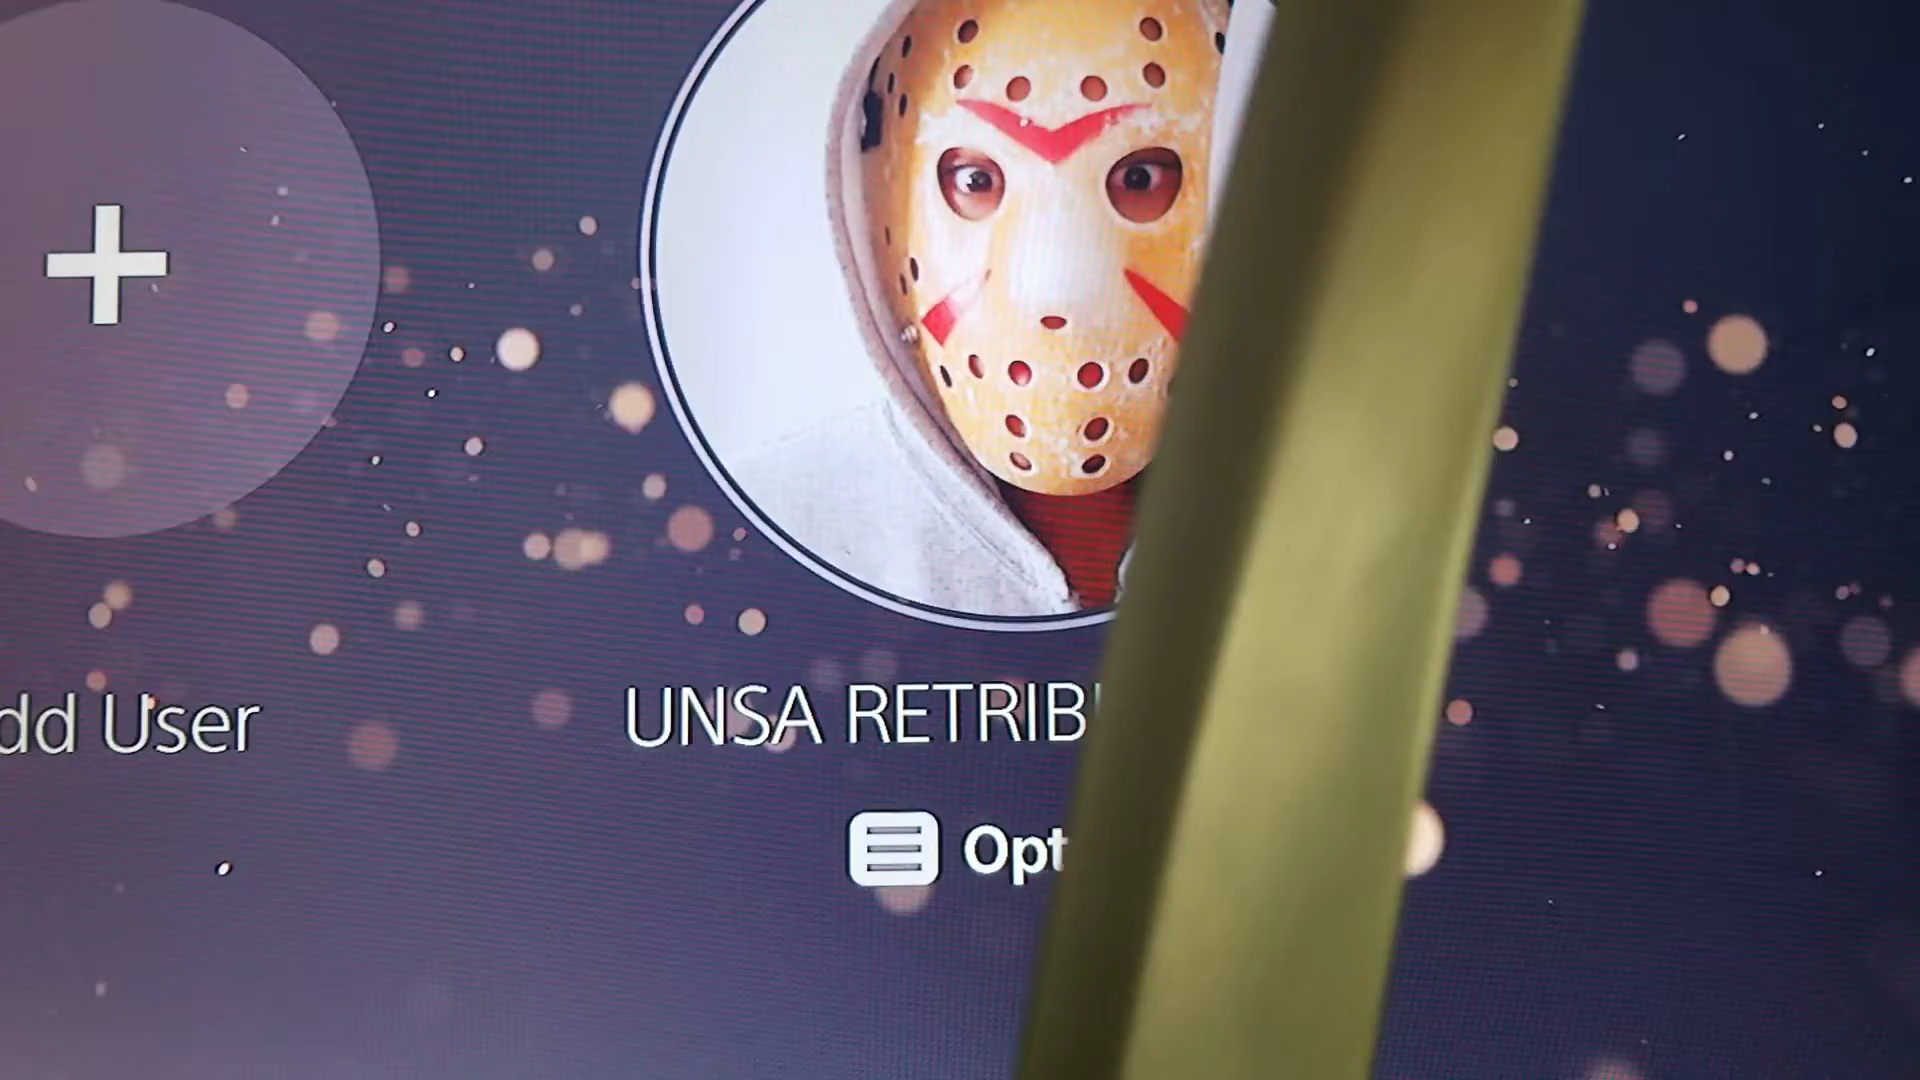 dd User
UNSA RETRIB
Opt